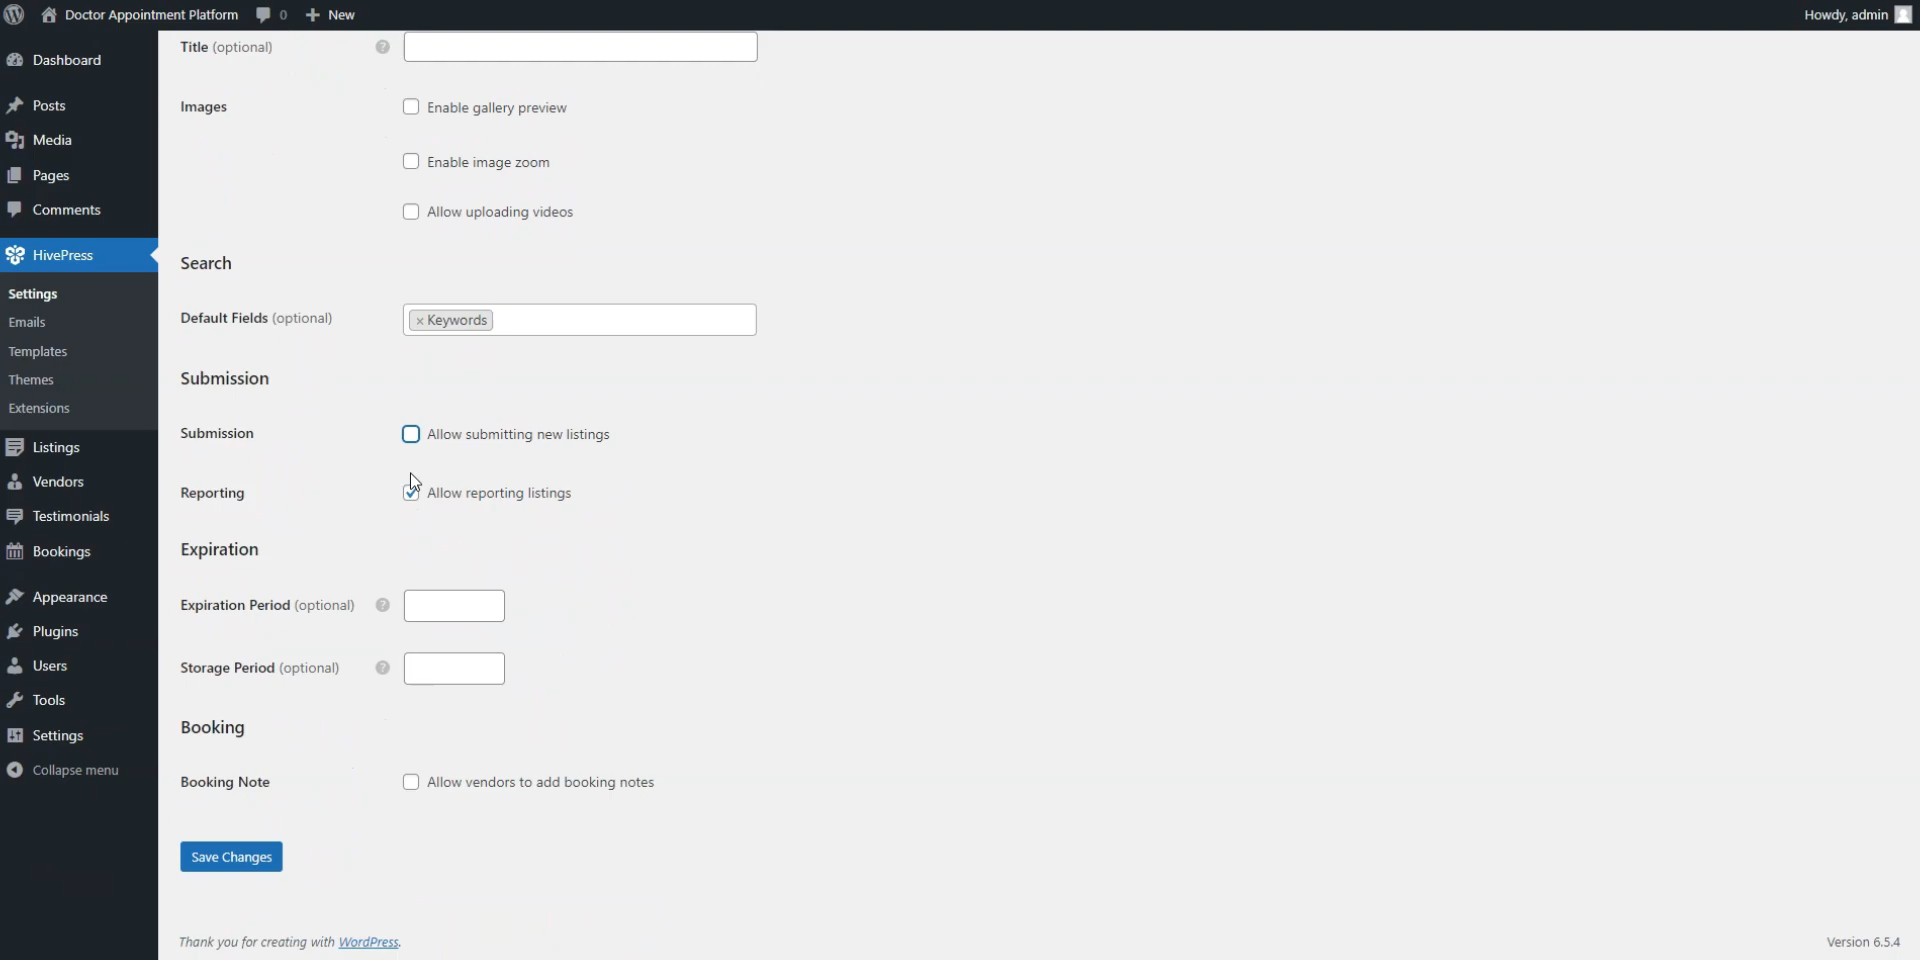 Doctor Appointment Platform 0 New Howdy, admin
Dashboard
Posts
Media
Pages
Comments
HivePress
Settings
Emails
Templates
Themes
Extensions
Listings
Vendors
Testimonials
Bookings
Appearance
Plugins
Users
Tools
Settings
Collapse menu
Title (optional) ?
Images Enable gallery preview
Enable image zoom
Allow uploading videos
Search
Default Fields (optional) × Keywords
Submission
Submission Allow submitting new listings
Reporting Allow reporting listings
Expiration
Expiration Period (optional) ?
Storage Period (optional) ?
Booking
Booking Note Allow vendors to add booking notes
Save Changes
Thank you for creating with WordPress. Version 6.5.4